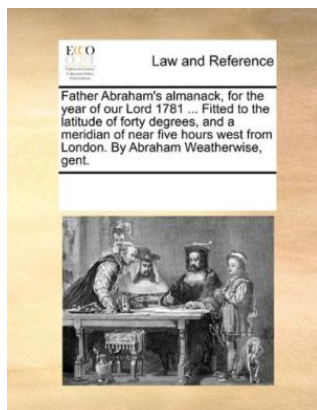 ECCO
Law and Reference
Father Abraham's almanack, for the
year of our Lord 1781 ... Fitted to the
latitude of forty degrees, and a
meridian of near five hours west from
London. By Abraham Weatherwise,
gent.